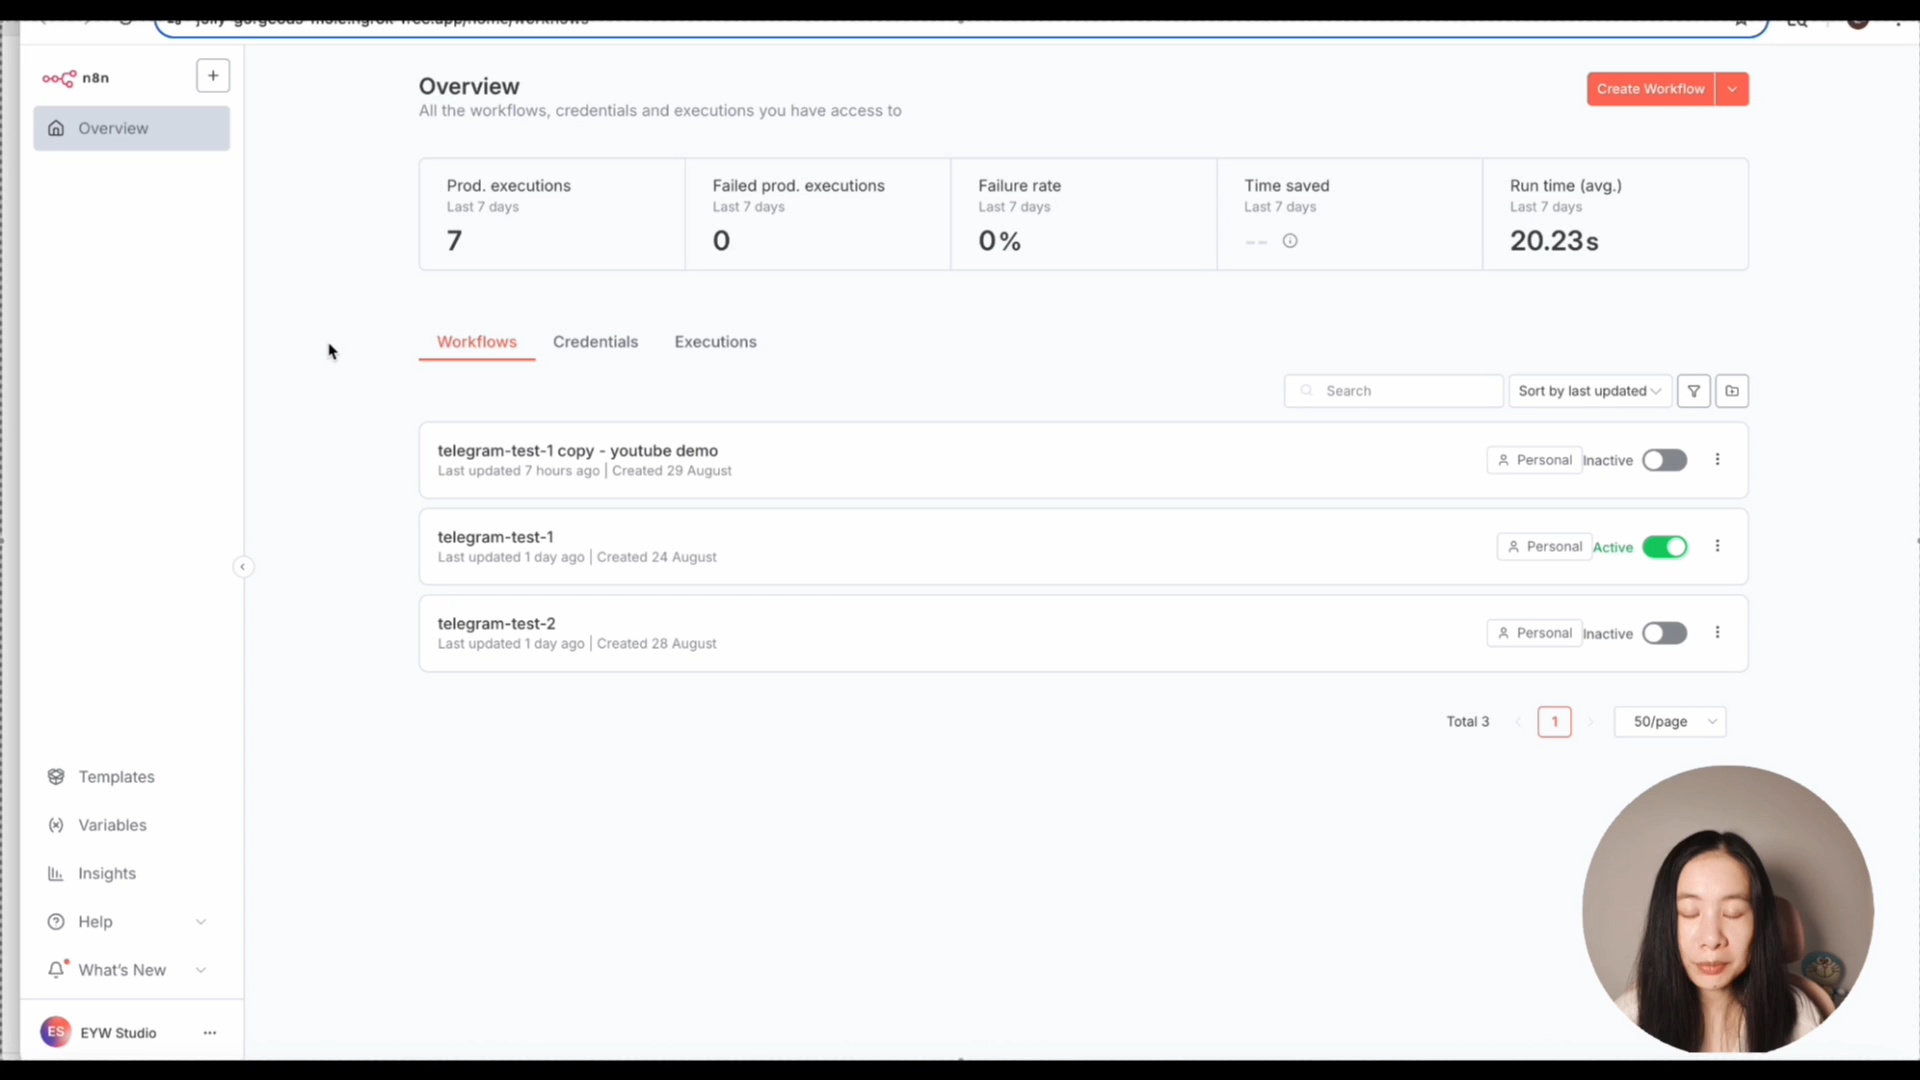 n8n
+
Overview
Overview
All the workflows, credentials and executions you have access to
Create Workflow
Prod. executions
Last 7 days
7
Failed prod. executions
Last 7 days
0
Failure rate
Last 7 days
0%
Time saved
Last 7 days
--
Run time (avg.)
Last 7 days
20.23s
Workflows
Credentials
Executions
Search
Sort by last updated
telegram-test-1 copy - youtube demo
Last updated 7 hours ago | Created 29 August
Personal
Inactive
telegram-test-1
Last updated 1 day ago | Created 24 August
Personal
Active
telegram-test-2
Last updated 1 day ago | Created 28 August
Personal
Inactive
Total 3
1
50/page
Templates
Variables
Insights
Help
What's New
ES
EYW Studio